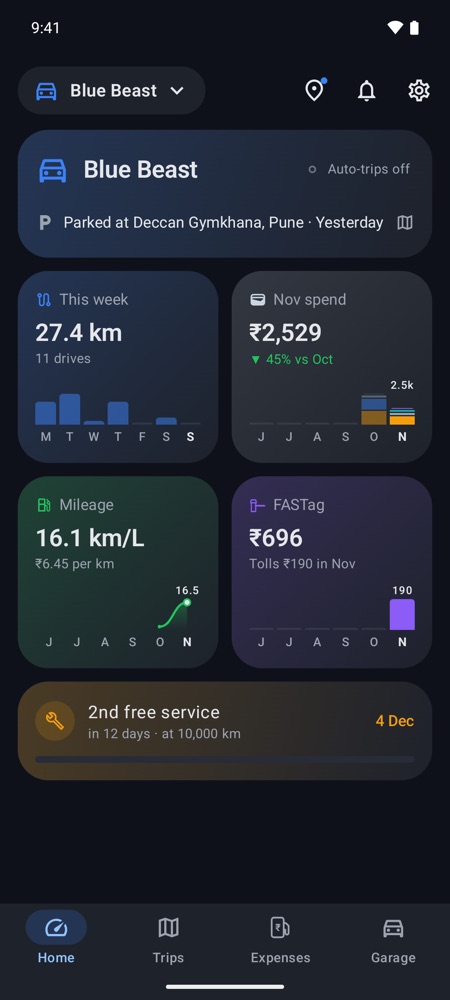 9:41
Blue Beast
Blue Beast
Auto-trips off
P Parked at Deccan Gymkhana, Pune · Yesterday
This week
27.4 km
11 drives
M T W T F S S
Nov spend
₹2,529
▼ 45% vs Oct
2.5k
J J A S O N
Mileage
16.1 km/L
₹6.45 per km
16.5
J J A S O N
FASTag
₹696
Tolls ₹190 in Nov
190
J J A S O N
2nd free service
in 12 days · at 10,000 km
4 Dec
Home Trips Expenses Garage